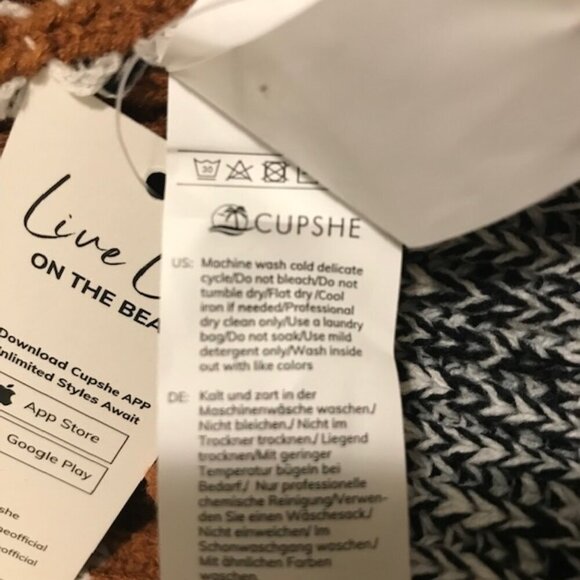 30
CUPSHE
US: Machine wash cold delicate
cycle/Do not bleach/Do not
tumble dry/Flat dry/Cool
iron if needed/Professional
dry clean only/Use a laundry
bag/Do not soak/Use mild
detergent only/Wash inside
out with like colors
DE: Kalt und zart in der
Maschinenwäsche waschen/
Nicht bleichen/ Nicht im
Trockner trocknen/ Liegend
trocknen/Mit geringer
Temperatur bügeln bei
Bedarf/ Nur professionelle
chemische Reinigung/Verwen-
den Sie einen Wäschesack/
Nicht einweichen/ Im
Schonwaschgang waschen/
Mit ähnlichen Farben
waschen
Live
ON THE BEA
Download Cupshe APP
Unlimited Styles Await
App Store
Google Play